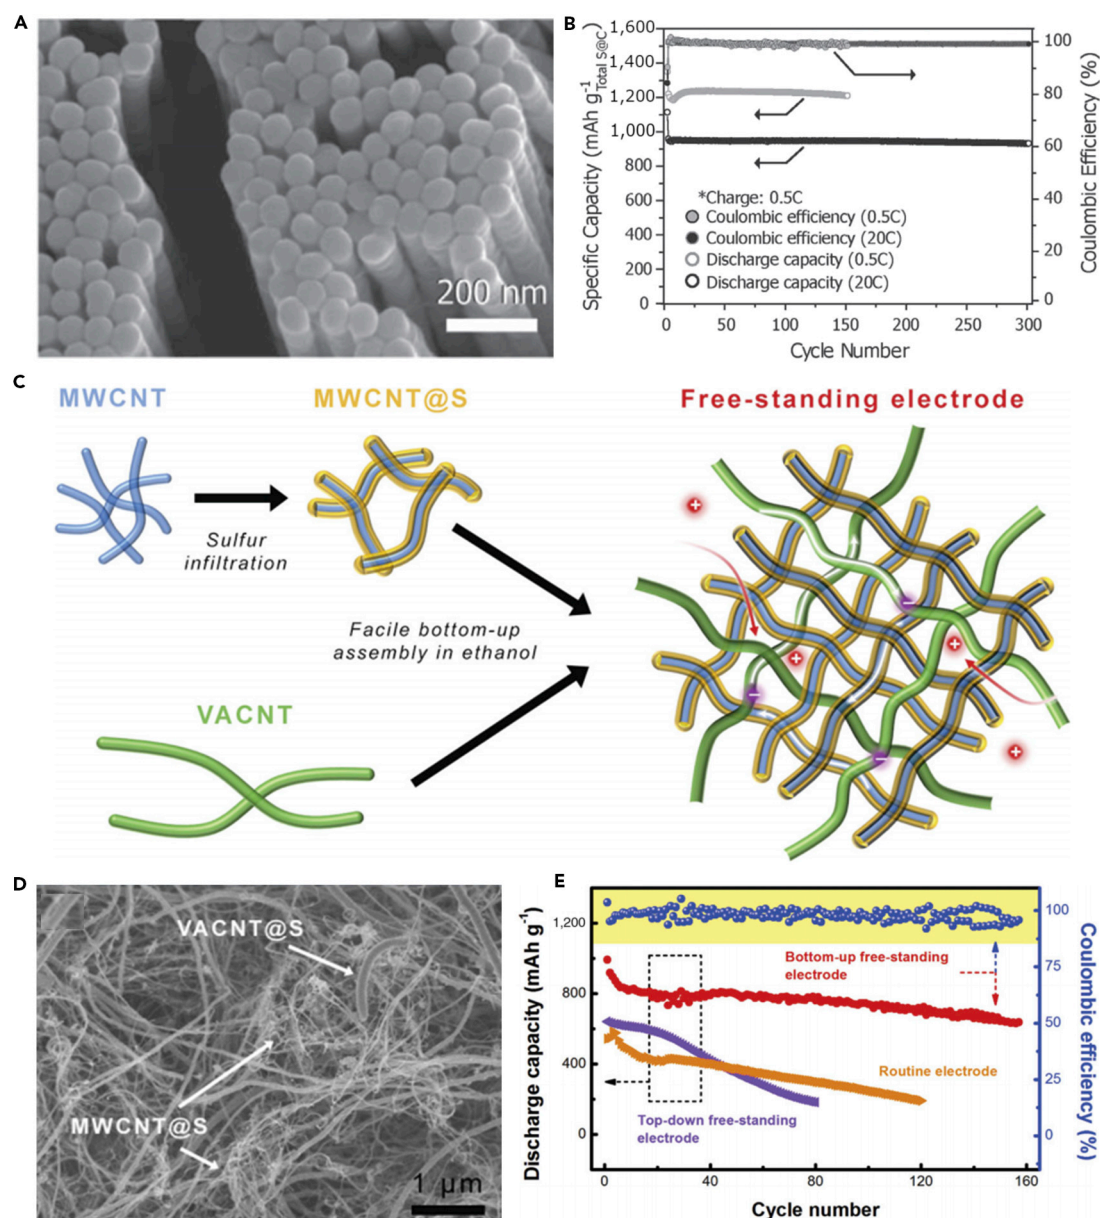 A
200 nm
B
Specific Capacity (mAh g⁻¹Total S@C)
1,600
1,400
1,200
1,000
800
600
400
200
0
*Charge: 0.5C
Coulombic efficiency (0.5C)
Coulombic efficiency (20C)
Discharge capacity (0.5C)
Discharge capacity (20C)
100
80
60
40
20
0
Coulombic Efficiency (%)
0 50 100 150 200 250 300
Cycle Number
C
MWCNT
MWCNT@S
Free-standing electrode
Sulfur
infiltration
Facile bottom-up
assembly in ethanol
VACNT
+
+
+
+
−
−
−
D
VACNT@S
MWCNT@S
1 μm
E
Discharge capacity (mAh g⁻¹)
1,200
800
400
0
Bottom-up free-standing
electrode
Routine electrode
Top-down free-standing
electrode
100
75
50
25
0
Coulombic efficiency (%)
0 40 80 120 160
Cycle number